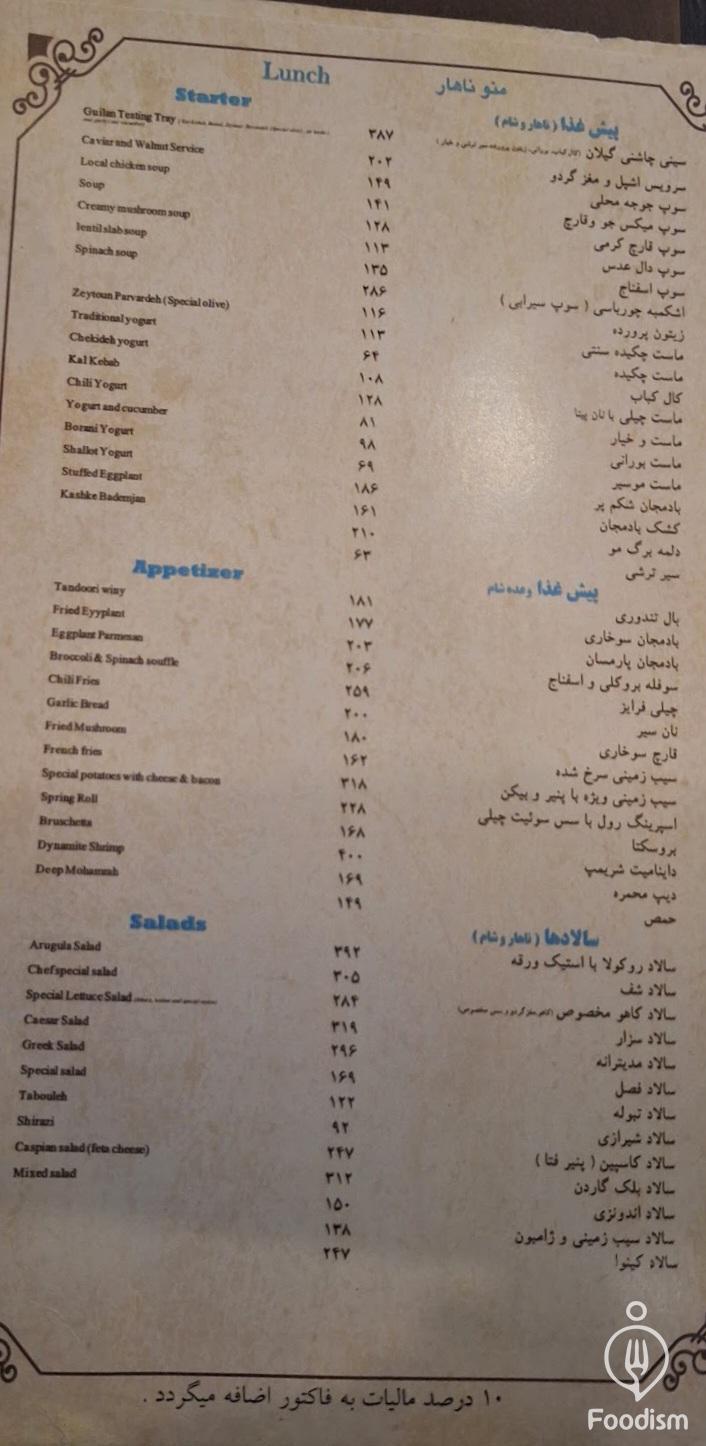 Lunch
منو ناهار
Starter
پیش غذا (ناهار و شام)
Guilan Testing Tray
۳۸۷
سینی چاشنی گیلان
Caviar and Walnut Service
۲۰۲
سرویس اشپل و مغز گردو
Local chicken soup
۱۴۹
سوپ جوجه محلی
Soup
۱۴۱
سوپ میکس جو وقارچ
Creamy mushroom soup
۱۲۸
سوپ قارچ کرمی
lentil slab soup
۱۱۳
سوپ دال عدس
Spinach soup
۱۳۵
سوپ اسفناج
۲۸۶
اشکمبه چورباسی ( سوپ سیرابی )
Zeytoun Parvardeh ( Special olive)
۱۱۶
زیتون پرورده
Traditional yogurt
۱۱۳
ماست چکیده سنتی
Chekideh yogurt
۶۴
ماست چکیده
Kal Kebab
۱۰۸
کال کباب
Chili Yogurt
۱۲۸
ماست چیلی با نان پیتا
Yogurt and cucumber
۸۱
ماست و خیار
Borani Yogurt
۹۸
ماست بورانی
Shallot Yogurt
۶۹
ماست موسیر
Stuffed Eggplant
۱۸۶
بادمجان شکم پر
Kashke Bademjan
۱۶۱
کشک بادمجان
۲۱۰
دلمه برگ مو
۶۳
سیر ترشی
Appetizer
پیش غذا وعده شام
Tandoori winy
۱۸۱
بال تندوری
Fried Eyyplant
۱۷۷
بادمجان سوخاری
Eggplant Parmesan
۲۰۳
بادمجان پارمسان
Broccoli & Spinach souffle
۲۰۶
سوفله بروکلی و اسفناج
Chili Fries
۲۵۹
چیلی فرایز
Garlic Bread
۲۰۰
نان سیر
Fried Mushroom
۱۸۰
قارچ سوخاری
French fries
۱۶۲
سیب زمینی سرخ شده
Special potatoes with cheese & bacon
۳۱۸
سیب زمینی ویژه با پنیر و بیکن
Spring Roll
۲۲۸
اسپرینگ رول با سس سوئیت چیلی
Bruschetta
۱۶۸
بروسکتا
Dynamite Shrimp
۴۰۰
داینامیت شریمپ
Deep Mohamrah
۱۶۹
دیپ محمره
۱۴۹
حمص
Salads
سالادها (ناهار و شام)
Arugula Salad
۳۹۲
سالاد روکولا با استیک ورقه
Chef special salad
۳۰۵
سالاد شف
Special Lettuce Salad
۲۸۴
سالاد کاهو مخصوص (کاهو،مغز گردو و سس مخصوص)
Caesar Salad
۳۱۹
سالاد سزار
Greek Salad
۲۹۶
سالاد مدیترانه
Special salad
۱۶۹
سالاد فصل
Tabouleh
۱۲۲
سالاد تبوله
Shirazi
۹۲
سالاد شیرازی
Caspian salad (feta cheese)
۲۴۷
سالاد کاسپین ( پنیر فتا )
Mixed salad
۳۱۲
سالاد بلک گاردن
۱۵۰
سالاد اندونزی
۱۳۸
سالاد سیب زمینی و ژامبون
۲۴۷
سالاد کینوا
۱۰ درصد مالیات به فاکتور اضافه میگردد .
Foodism